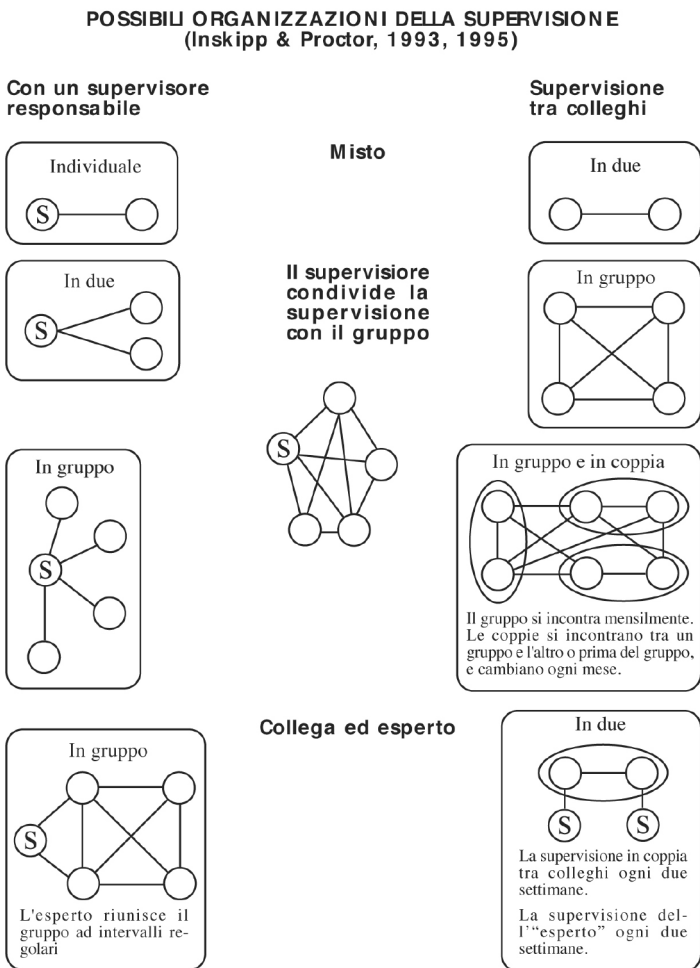 POSSIBILI ORGANIZZAZIONI DELLA SUPERVISIONE
(Inskipp & Proctor, 1993, 1995)
Con un supervisore
responsabile
Individuale
S
In due
S
In gruppo
S
Misto
Il supervisiore
condivide la
supervisione
con il gruppo
S
Supervisione
tra colleghi
In due
In gruppo
In gruppo e in coppia
Il gruppo si incontra mensilmente.
Le coppie si incontrano tra un
gruppo e l'altro o prima del gruppo,
e cambiano ogni mese.
Collega ed esperto
In gruppo
S
L'esperto riunisce il
gruppo ad intervalli re-
golari
In due
S S
La supervisione in coppia
tra colleghi ogni due
settimane.
La supervisione del-
l'“esperto” ogni due
settimane.